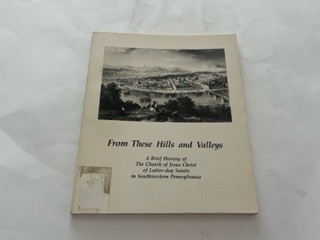 From These Hills and Valleys
A Brief History of
The Church of Jesus Christ
of Latter-day Saints
in Southwestern Pennsylvania